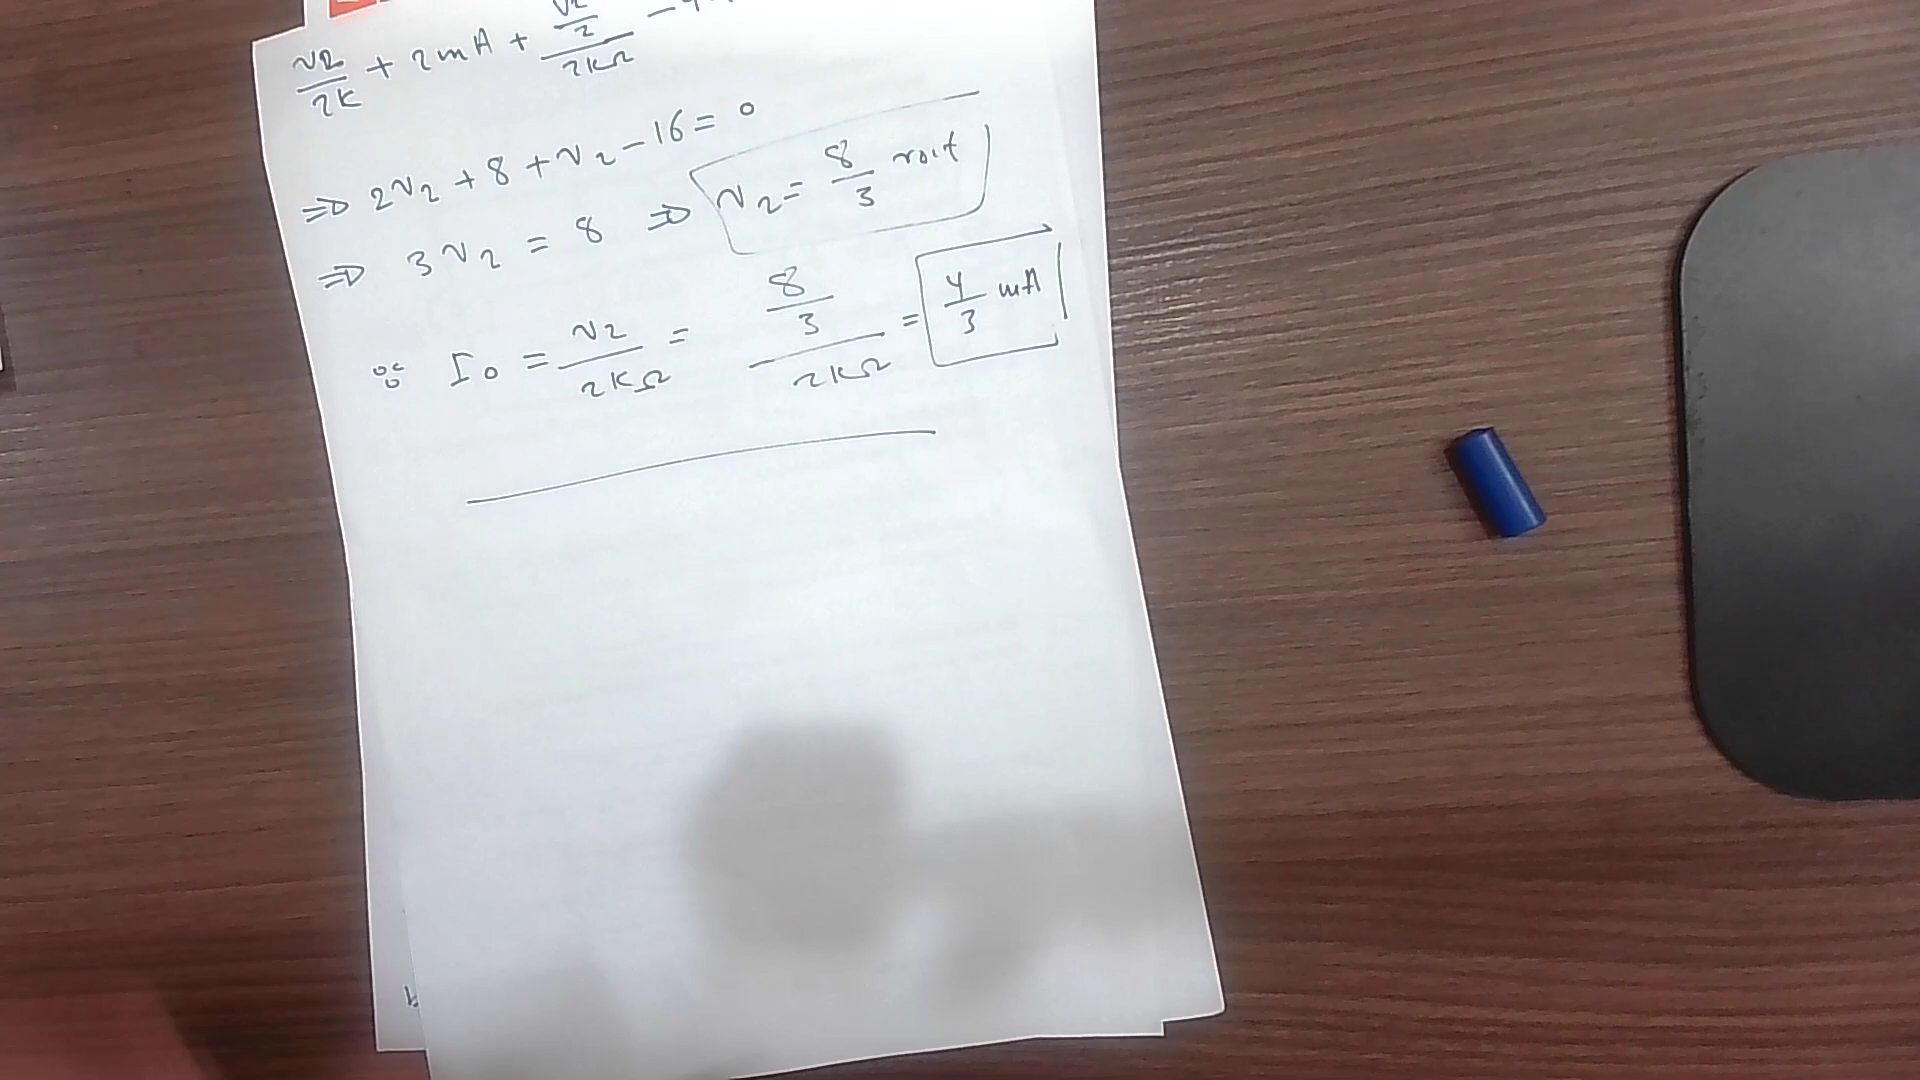 V2/2K + 2mA + (V2/2)/2KΩ -
⇒ 2V2 + 8 + V2 - 16 = 0
⇒ 3V2 = 8 ⇒ V2 = 8/3 volt
∵ Io = V2/2KΩ = (8/3)/2KΩ = 4/3 mA